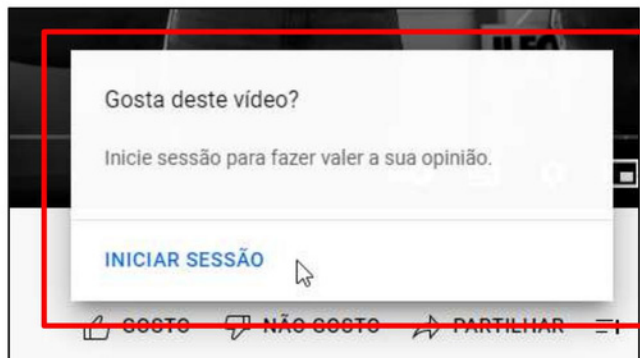 Gosta deste vídeo?
Inicie sessão para fazer valer a sua opinião.
INICIAR SESSÃO
GOSTO NÃO GOSTO PARTILHAR